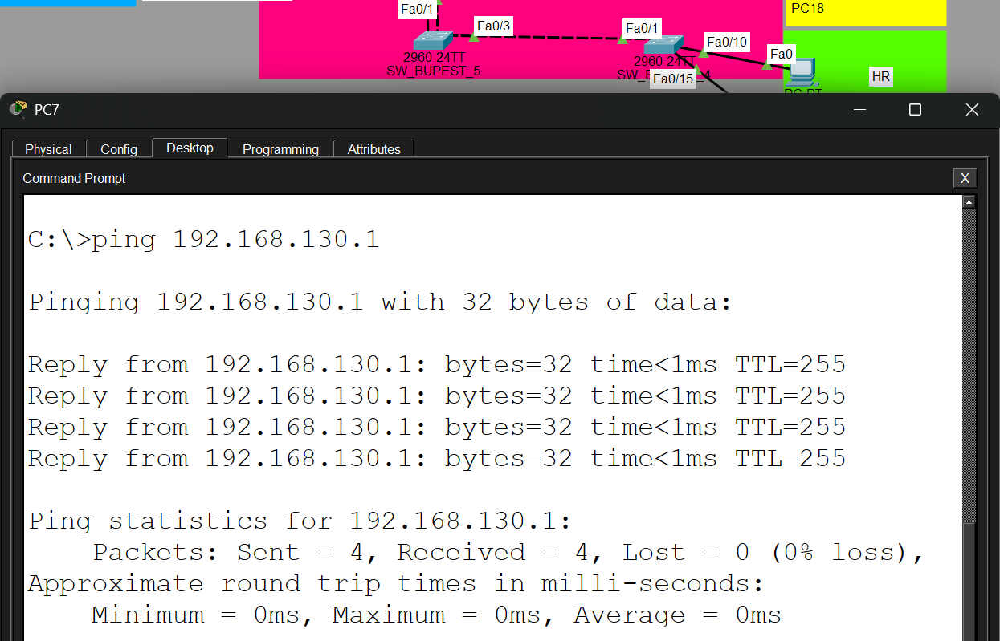 PC18
Fa0/1
Fa0/3
Fa0/1
Fa0/10
Fa0
2960-24TT
SW_BUPEST_5
2960-24TT
Fa0/15
HR
PC7
Physical
Config
Desktop
Programming
Attributes
Command Prompt
X
C:\>ping 192.168.130.1
Pinging 192.168.130.1 with 32 bytes of data:
Reply from 192.168.130.1: bytes=32 time<1ms TTL=255
Reply from 192.168.130.1: bytes=32 time<1ms TTL=255
Reply from 192.168.130.1: bytes=32 time<1ms TTL=255
Reply from 192.168.130.1: bytes=32 time<1ms TTL=255
Ping statistics for 192.168.130.1:
Packets: Sent = 4, Received = 4, Lost = 0 (0% loss),
Approximate round trip times in milli-seconds:
Minimum = 0ms, Maximum = 0ms, Average = 0ms